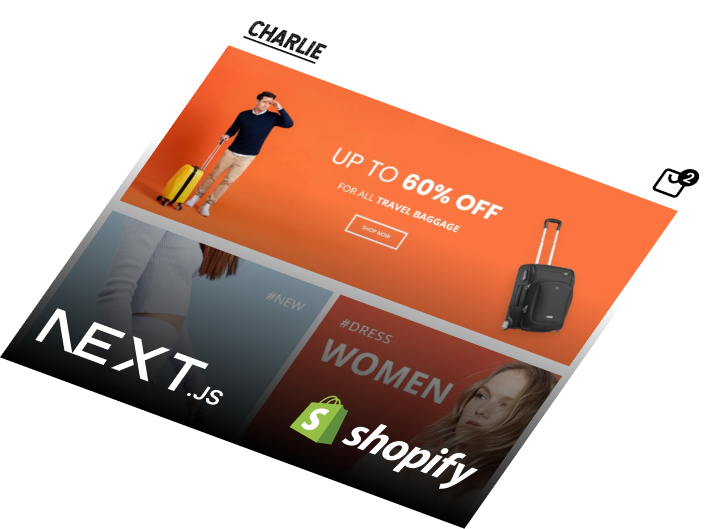 CHARLIE
2
UP TO 60% OFF
FOR ALL TRAVEL BAGGAGE
SHOP NOW
#NEW
#DRESS
WOMEN
NEXT.JS
S shopify